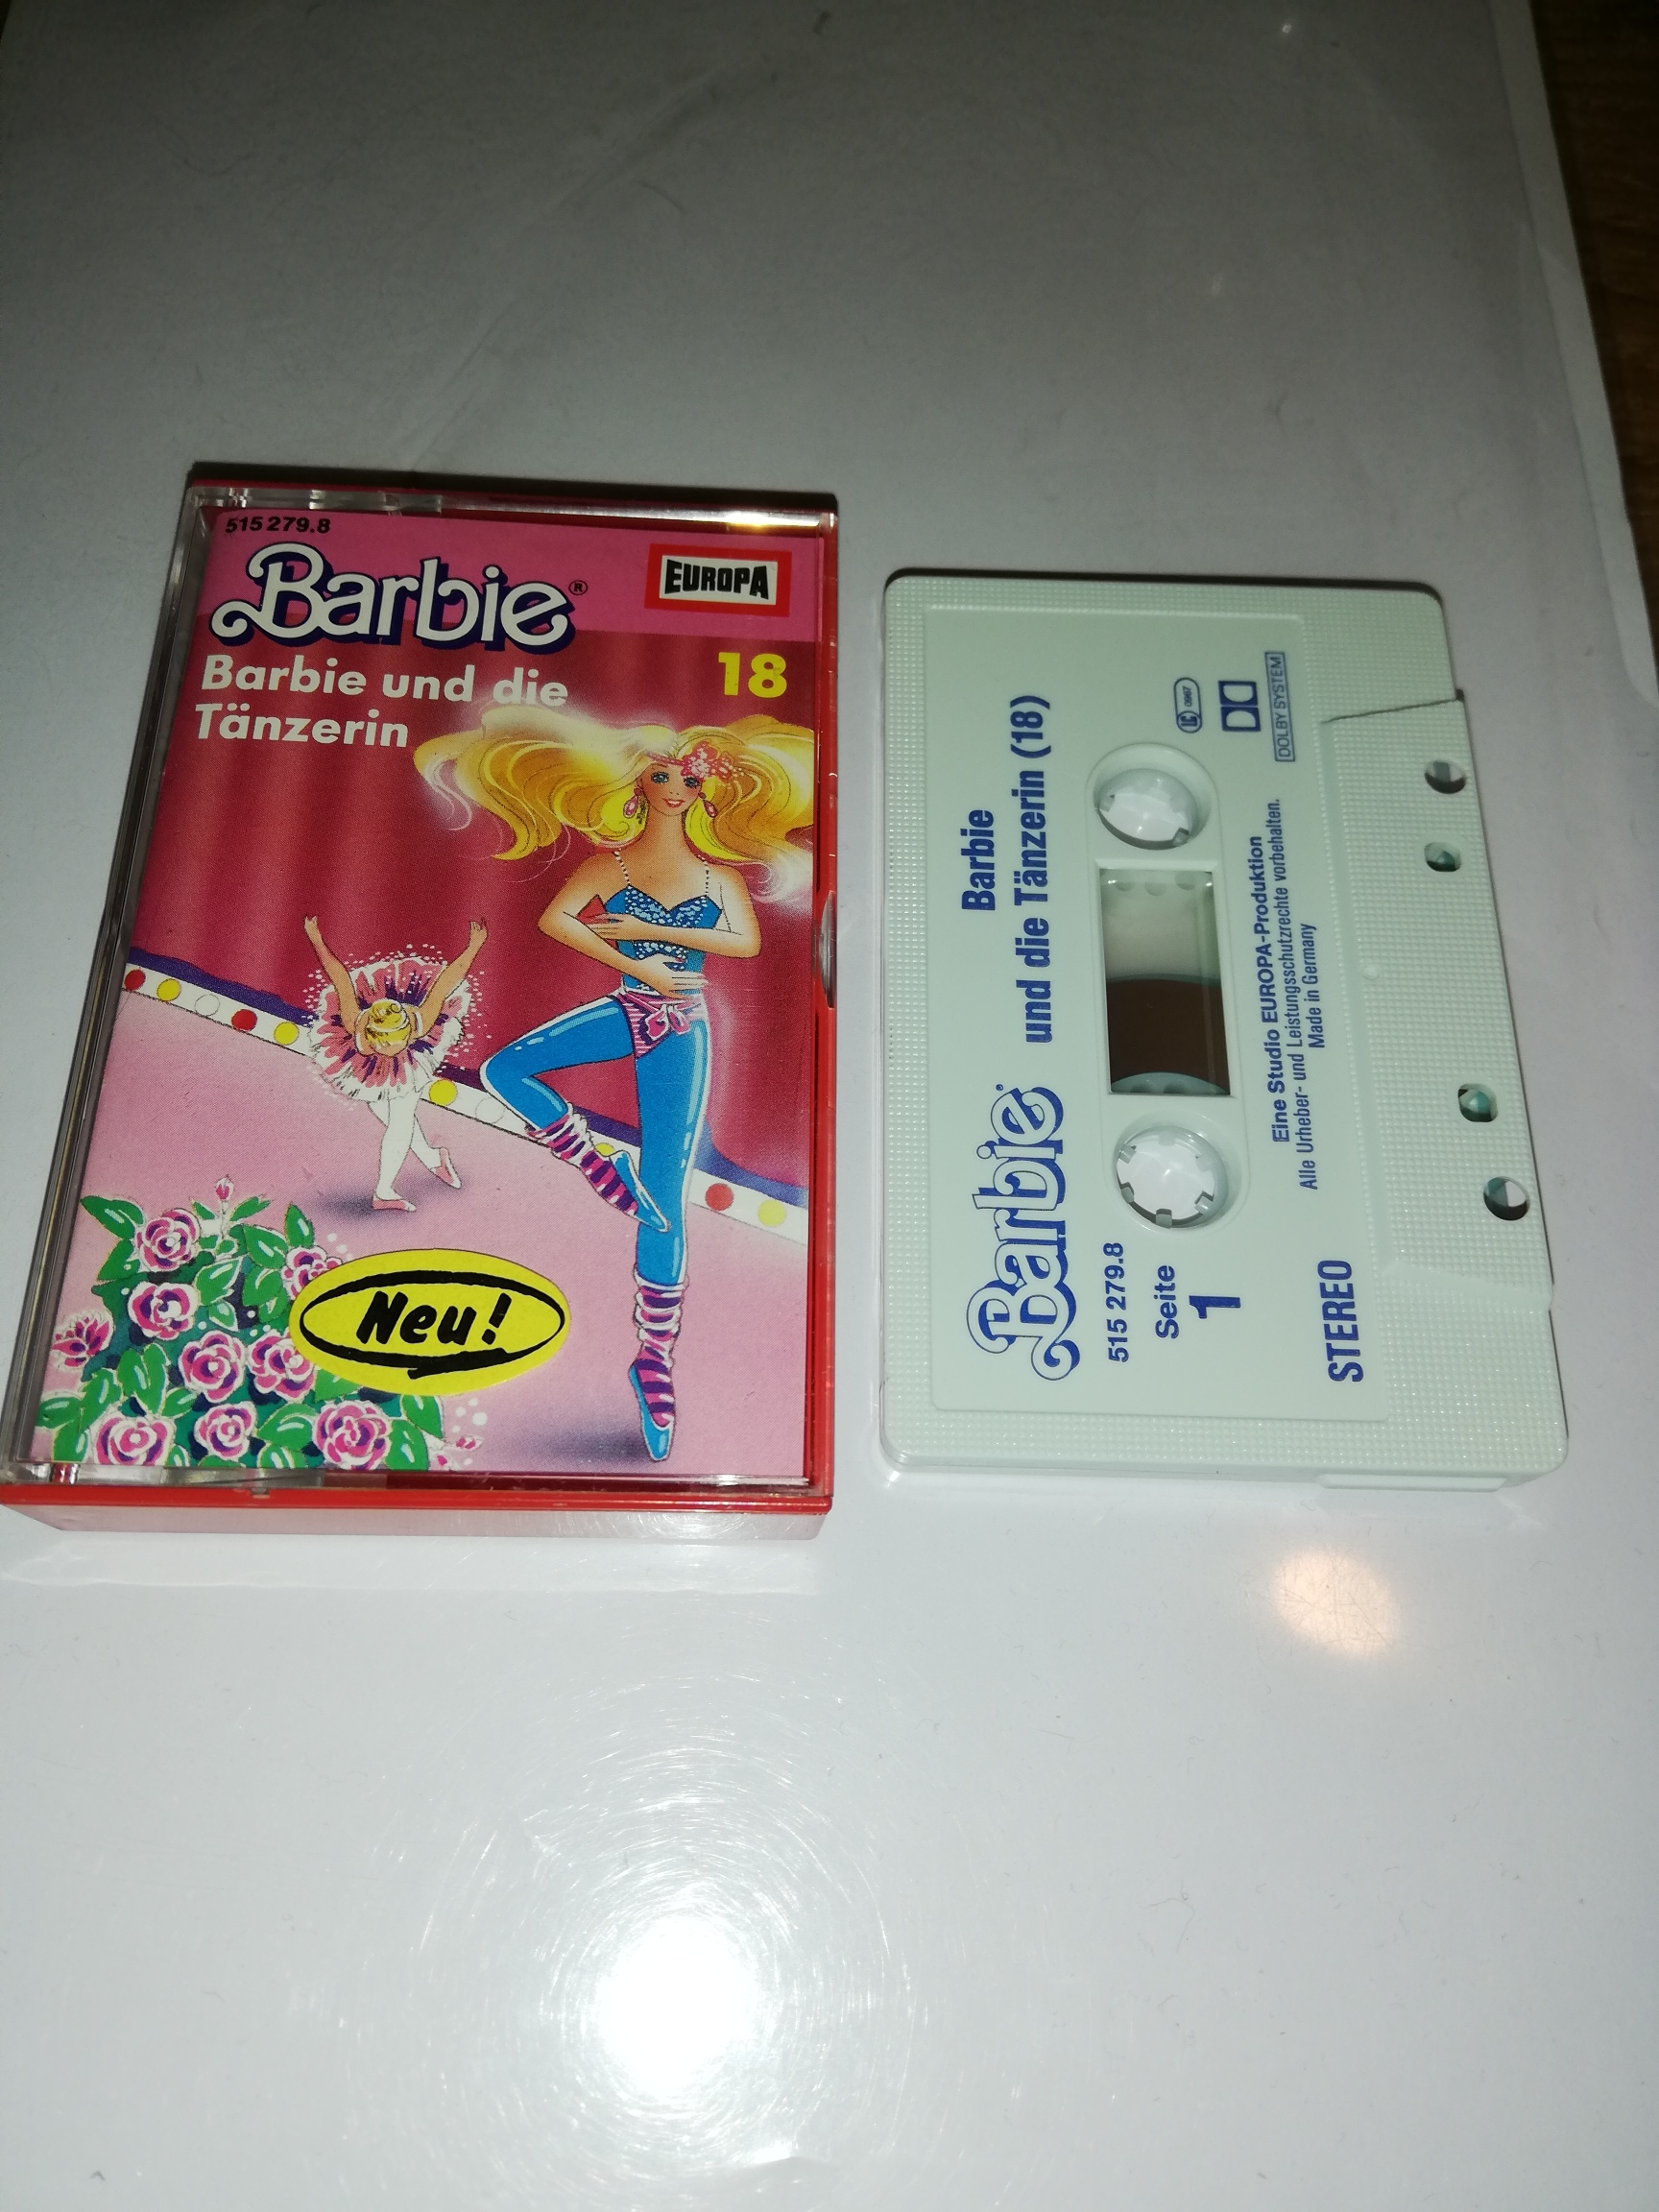 515 279.8
Barbie®
EUROPA
Barbie und die
18
Tänzerin
Neu!
Barbie
und die Tänzerin (18)
Barbie
515 279.8
Seite
1
DOLBY SYSTEM
Eine Studio EUROPA-Produktion
Alle Urheber- und Leistungsschutzrechte vorbehalten.
Made in Germany
STEREO